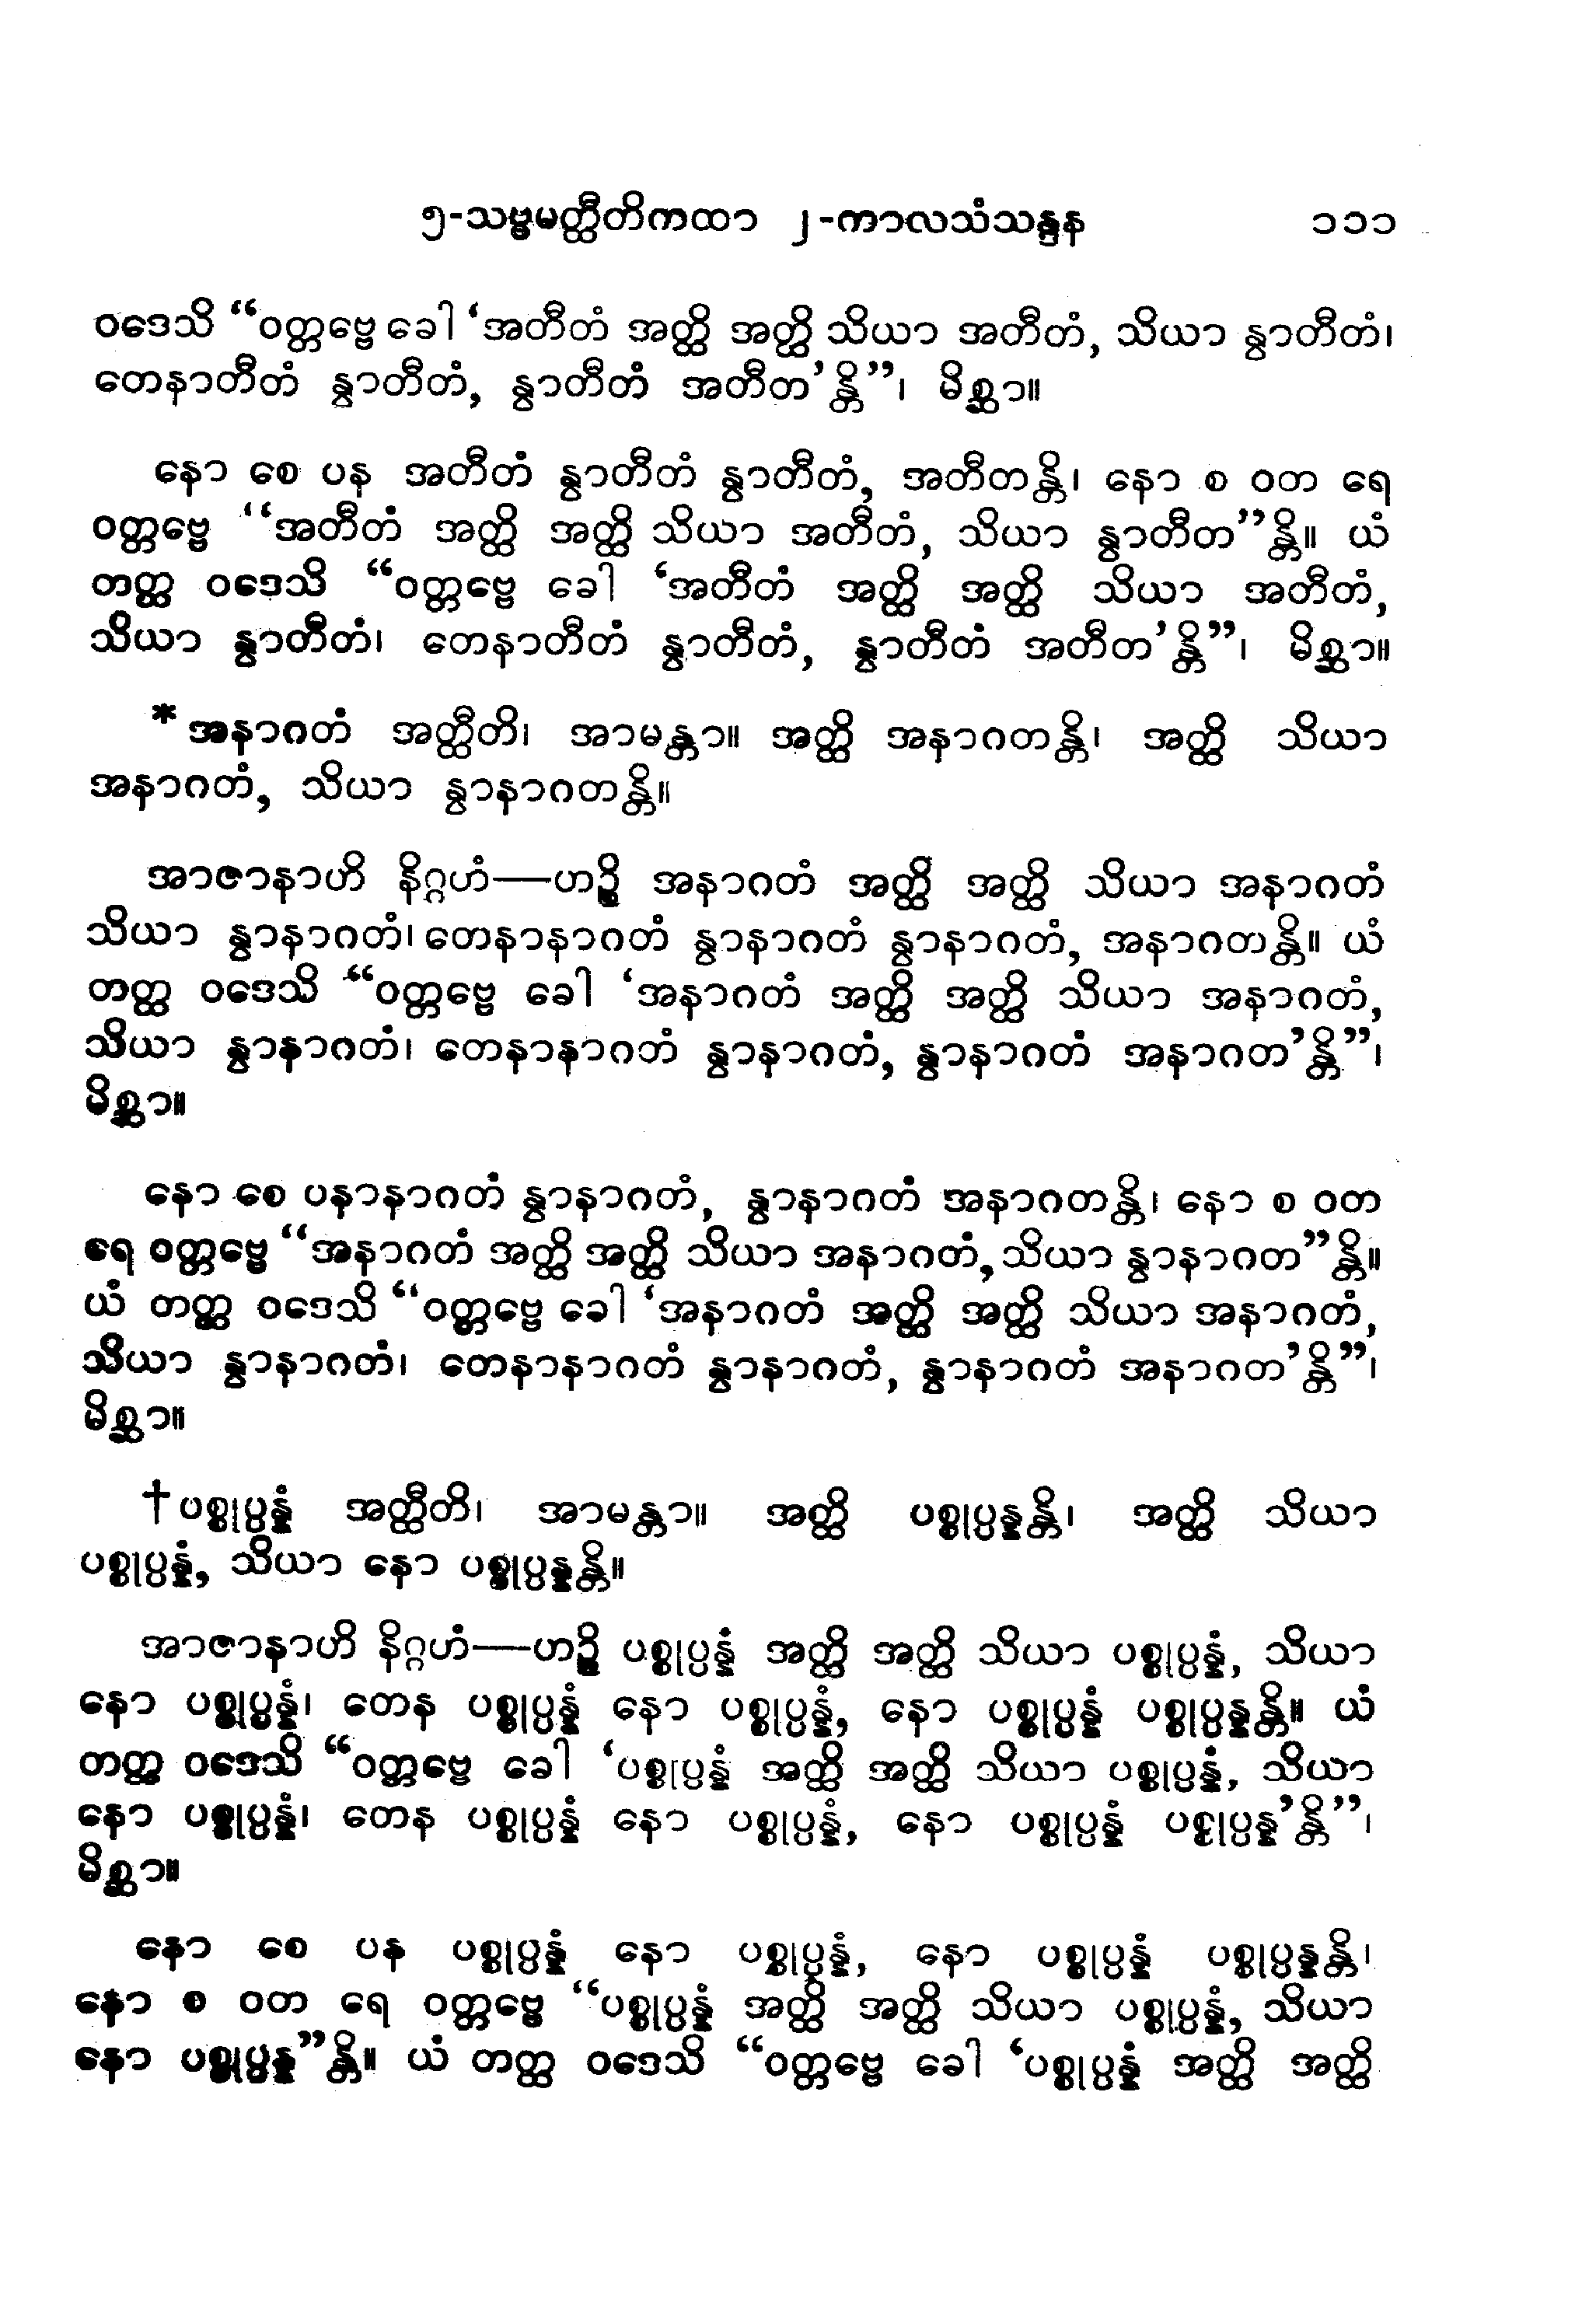 ၅-သဗ္ဗမတ္ထီတိကထာ ၂-ကာလသံသန္ဒန ၁၁၁
ဝဒေသိ “ဝတ္တဗ္ဗေ ခေါ ‘အတီတံ အတ္ထိ အတ္ထိ သိယာ အတီတံ, သိယာ နွာတီတံ၊
တေနာတီတံ နွာတီတံ, နွာတီတံ အတီတ’န္တိ”၊ မိစ္ဆာ။
နော စေ ပန အတီတံ နွာတီတံ နွာတီတံ, အတီတန္တိ၊ နော စ ဝတ ရေ
ဝတ္တဗ္ဗေ “အတီတံ အတ္ထိ အတ္ထိ သိယာ အတီတံ, သိယာ နွာတီတ”န္တိ။ ယံ
တတ္ထ ဝဒေသိ “ဝတ္တဗ္ဗေ ခေါ ‘အတီတံ အတ္ထိ အတ္ထိ သိယာ အတီတံ,
သိယာ နွာတီတံ၊ တေနာတီတံ နွာတီတံ, နွာတီတံ အတီတ’န္တိ”၊ မိစ္ဆာ။
*အနာဂတံ အတ္ထီတိ၊ အာမန္တာ။ အတ္ထိ အနာဂတန္တိ၊ အတ္ထိ သိယာ
အနာဂတံ, သိယာ နွာနာဂတန္တိ။
အာဇာနာဟိ နိဂ္ဂဟံ—ဟဉ္စိ အနာဂတံ အတ္ထိ အတ္ထိ သိယာ အနာဂတံ
သိယာ နွာနာဂတံ၊ တေနာနာဂတံ နွာနာဂတံ နွာနာဂတံ, အနာဂတန္တိ။ ယံ
တတ္ထ ဝဒေသိ “ဝတ္တဗ္ဗေ ခေါ ‘အနာဂတံ အတ္ထိ အတ္ထိ သိယာ အနာဂတံ,
သိယာ နွာနာဂတံ၊ တေနာနာဂတံ နွာနာဂတံ, နွာနာဂတံ အနာဂတ’န္တိ”၊
မိစ္ဆာ။
နော စေ ပနာနာဂတံ နွာနာဂတံ, နွာနာဂတံ အနာဂတန္တိ၊ နော စ ဝတ
ရေ ဝတ္တဗ္ဗေ “အနာဂတံ အတ္ထိ အတ္ထိ သိယာ အနာဂတံ, သိယာ နွာနာဂတ”န္တိ။
ယံ တတ္ထ ဝဒေသိ “ဝတ္တဗ္ဗေ ခေါ ‘အနာဂတံ အတ္ထိ အတ္ထိ သိယာ အနာဂတံ,
သိယာ နွာနာဂတံ၊ တေနာနာဂတံ နွာနာဂတံ, နွာနာဂတံ အနာဂတ’န္တိ”၊
မိစ္ဆာ။
†ပစ္စုပ္ပန္နံ အတ္ထီတိ၊ အာမန္တာ။ အတ္ထိ ပစ္စုပ္ပန္နန္တိ၊ အတ္ထိ သိယာ
ပစ္စုပ္ပန္နံ, သိယာ နော ပစ္စုပ္ပန္နန္တိ။
အာဇာနာဟိ နိဂ္ဂဟံ—ဟဉ္စိ ပစ္စုပ္ပန္နံ အတ္ထိ အတ္ထိ သိယာ ပစ္စုပ္ပန္နံ, သိယာ
နော ပစ္စုပ္ပန္နံ၊ တေန ပစ္စုပ္ပန္နံ နော ပစ္စုပ္ပန္နံ, နော ပစ္စုပ္ပန္နံ ပစ္စုပ္ပန္နန္တိ။ ယံ
တတ္ထ ဝဒေသိ “ဝတ္တဗ္ဗေ ခေါ ‘ပစ္စုပ္ပန္နံ အတ္ထိ အတ္ထိ သိယာ ပစ္စုပ္ပန္နံ, သိယာ
နော ပစ္စုပ္ပန္နံ၊ တေန ပစ္စုပ္ပန္နံ နော ပစ္စုပ္ပန္နံ, နော ပစ္စုပ္ပန္နံ ပစ္စုပ္ပန္န’န္တိ”၊
မိစ္ဆာ။
နော စေ ပန ပစ္စုပ္ပန္နံ နော ပစ္စုပ္ပန္နံ, နော ပစ္စုပ္ပန္နံ ပစ္စုပ္ပန္နန္တိ၊
နော စ ဝတ ရေ ဝတ္တဗ္ဗေ “ပစ္စုပ္ပန္နံ အတ္ထိ အတ္ထိ သိယာ ပစ္စုပ္ပန္နံ, သိယာ
နော ပစ္စုပ္ပန္န”န္တိ။ ယံ တတ္ထ ဝဒေသိ “ဝတ္တဗ္ဗေ ခေါ ‘ပစ္စုပ္ပန္နံ အတ္ထိ အတ္ထိ